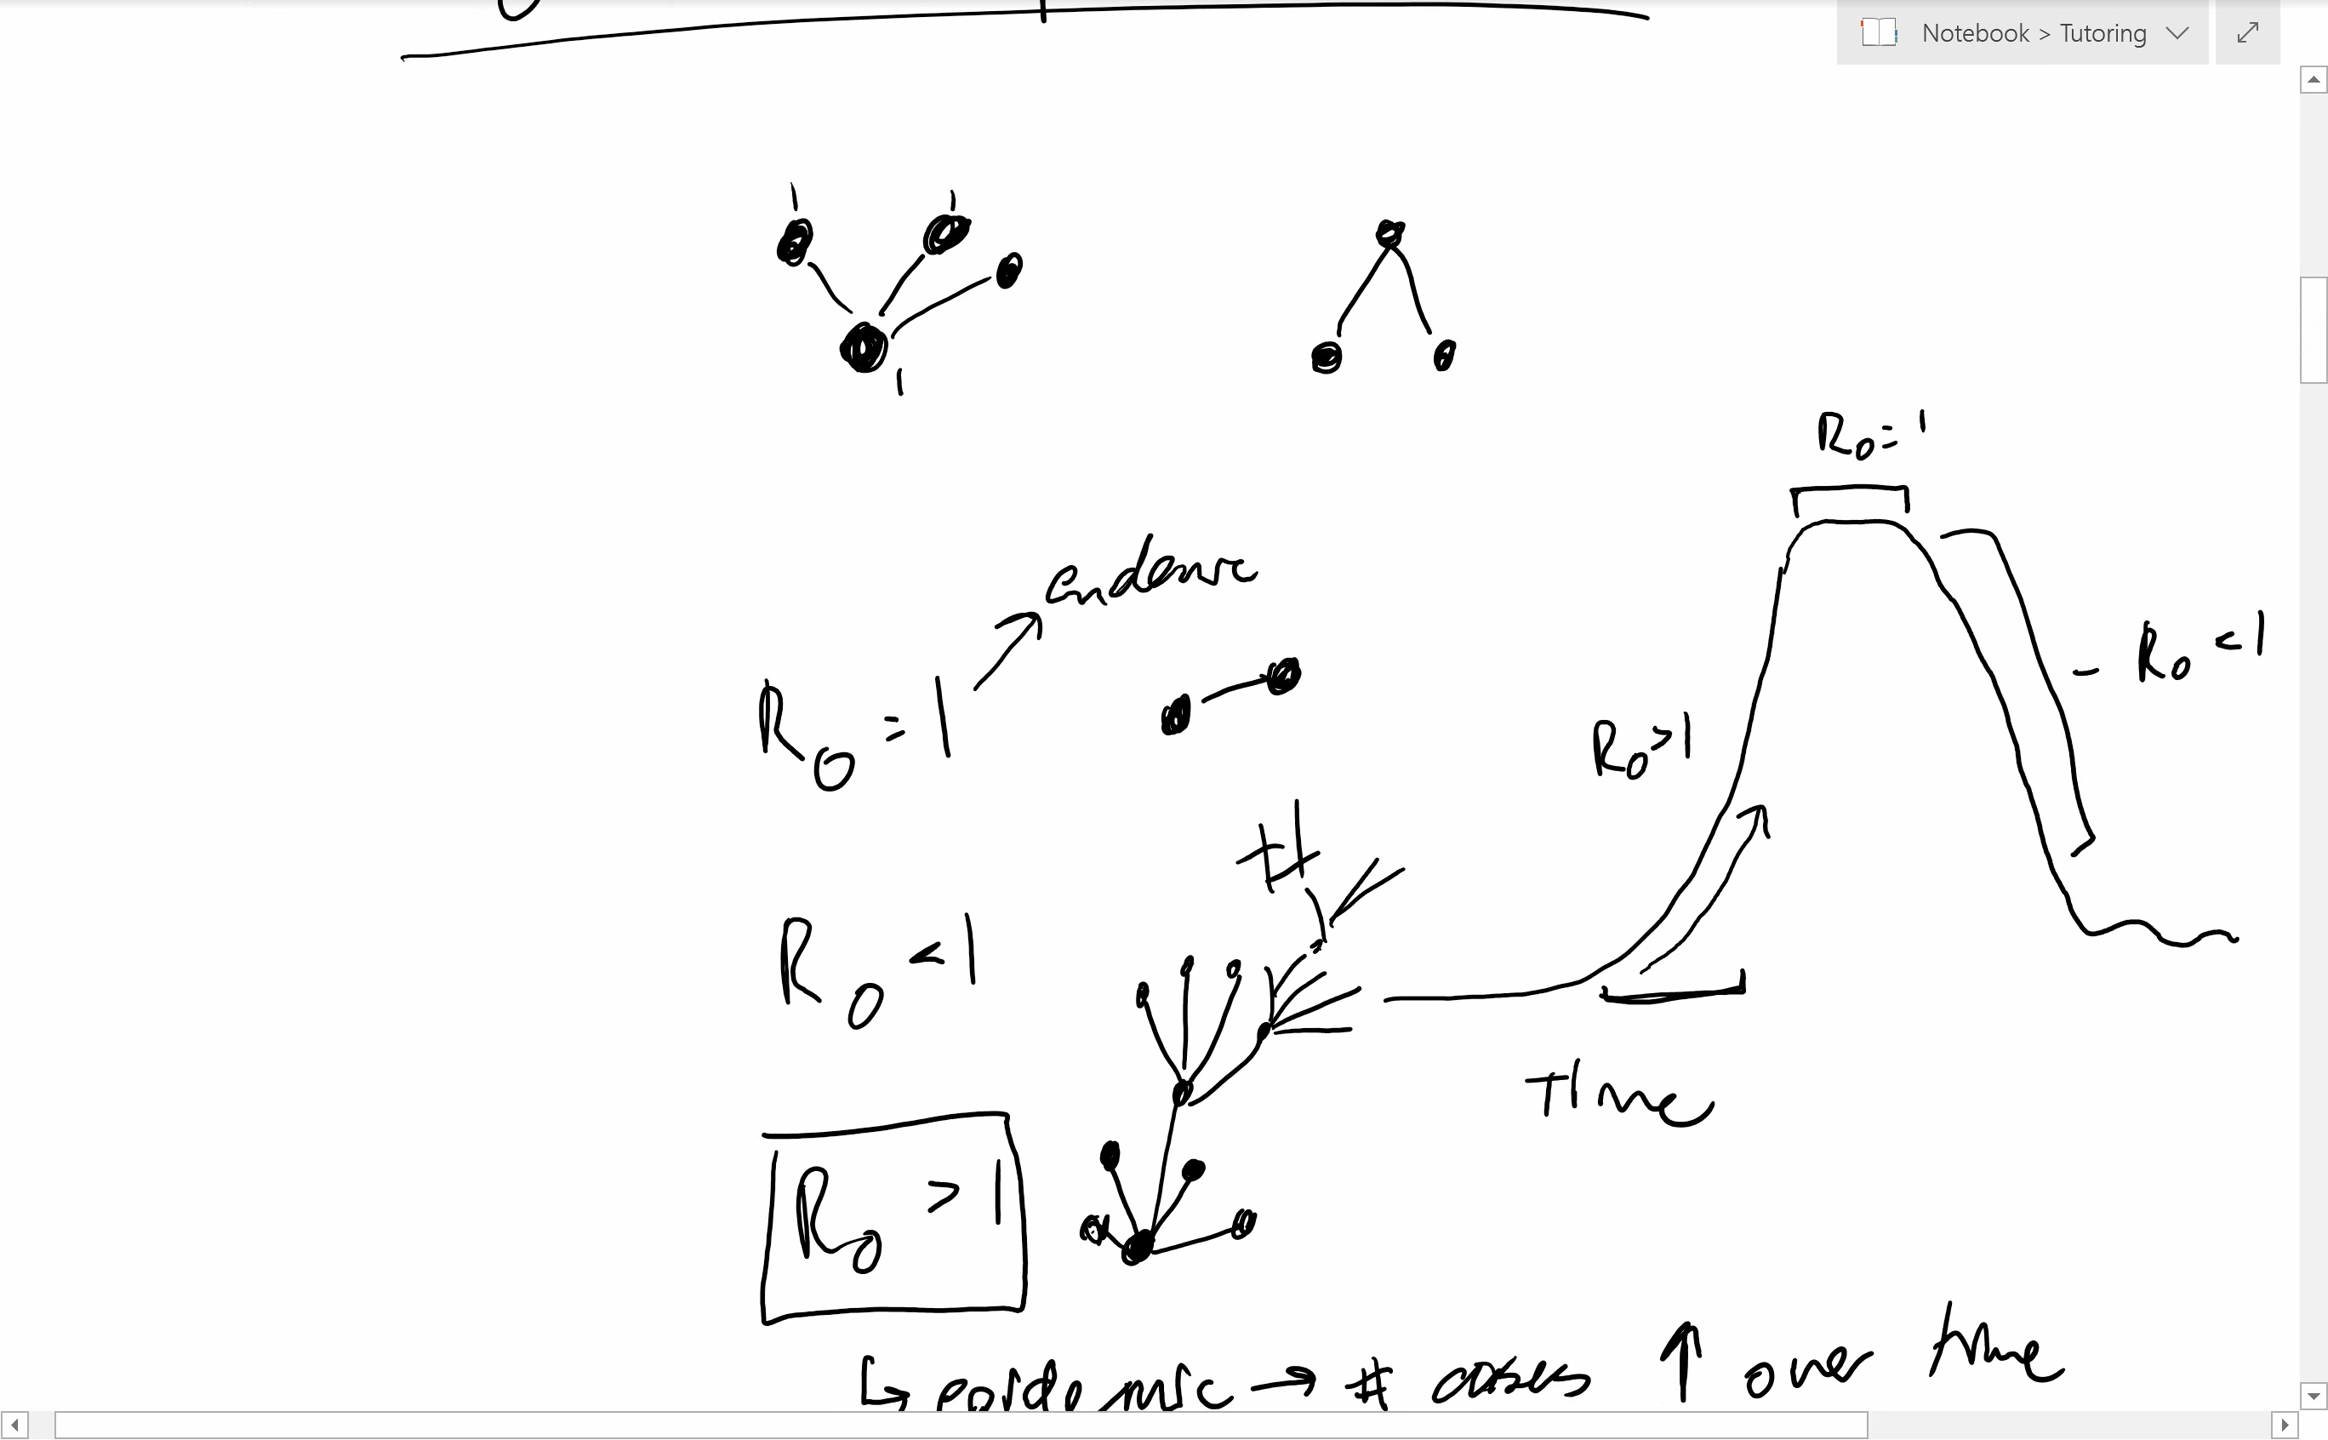 Notebook > Tutoring
R₀ = 1
endemic
R₀ = 1
R₀ < 1
R₀ > 1
#
R₀ < 1
Time
R₀ > 1
↳ epidemic → # cases ↑ over time